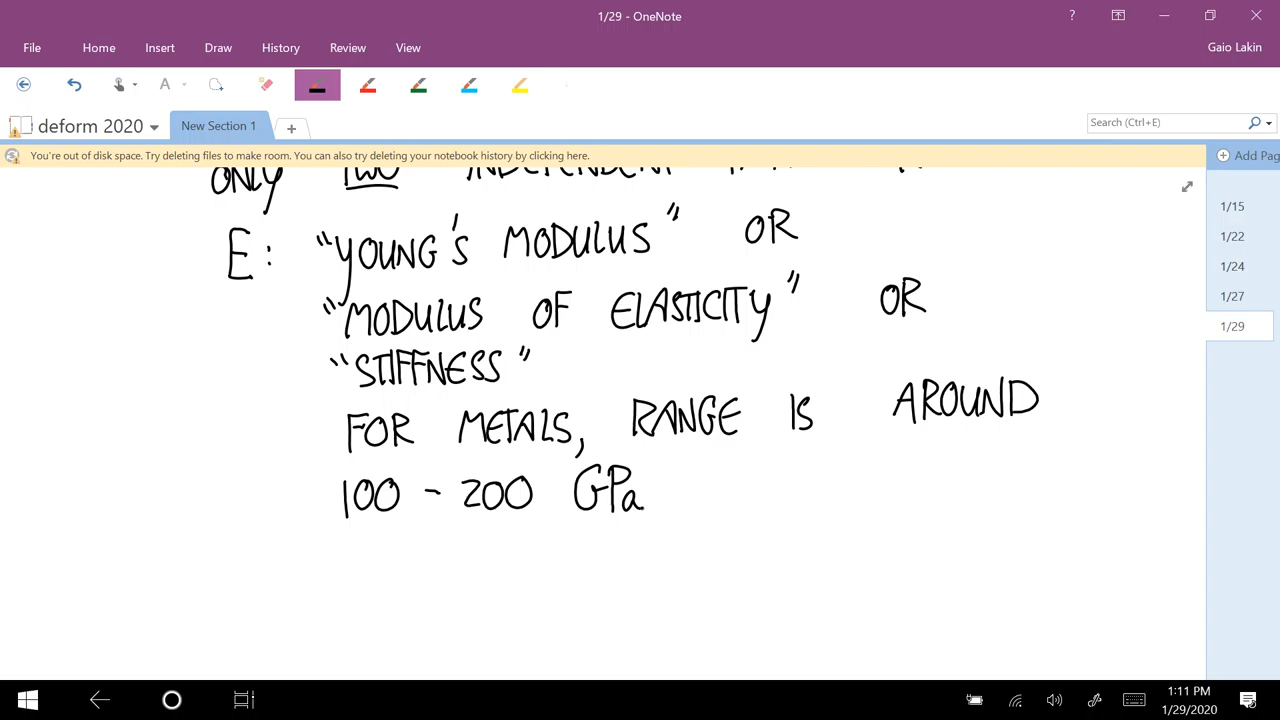 1/29 - OneNote
?
File Home Insert Draw History Review View Gaio Lakin
A
deform 2020 New Section 1 + Search (Ctrl+E)
You're out of disk space. Try deleting files to make room. You can also try deleting your notebook history by clicking here.
Add Pag
1/15
1/22
1/24
1/27
1/29
ONLY TWO INDEPENDENT
E: "YOUNG'S MODULUS" OR
"MODULUS OF ELASTICITY" OR
"STIFFNESS"
FOR METALS, RANGE IS AROUND
100 - 200 GPa
1:11 PM
1/29/2020